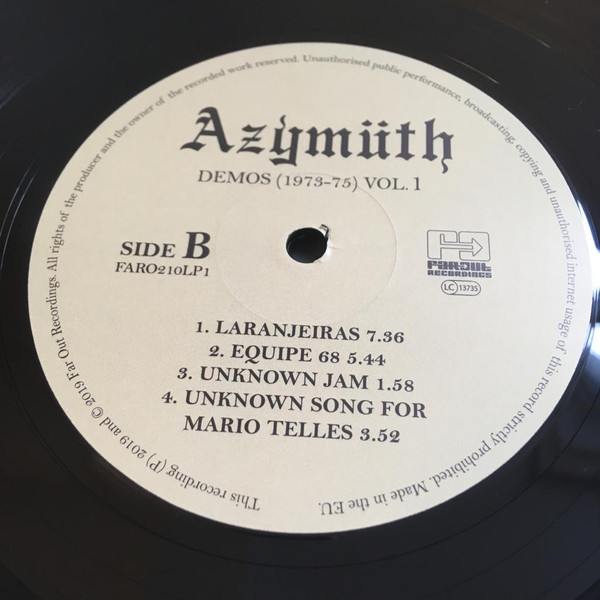 Azymüth
DEMOS (1973-75) VOL. 1
SIDE B
FARO210LP1
FAROUT
RECORDINGS
LC 13735
1. LARANJEIRAS 7.36
2. EQUIPE 68 5.44
3. UNKNOWN JAM 1.58
4. UNKNOWN SONG FOR
MARIO TELLES 3.52
This recording (P) 2019 and © 2019 Far Out Recordings. All rights of the producer and the owner of the recorded work reserved. Unauthorised public performance, broadcasting, copying and unauthorised internet usage of this record strictly prohibited. Made in the EU.